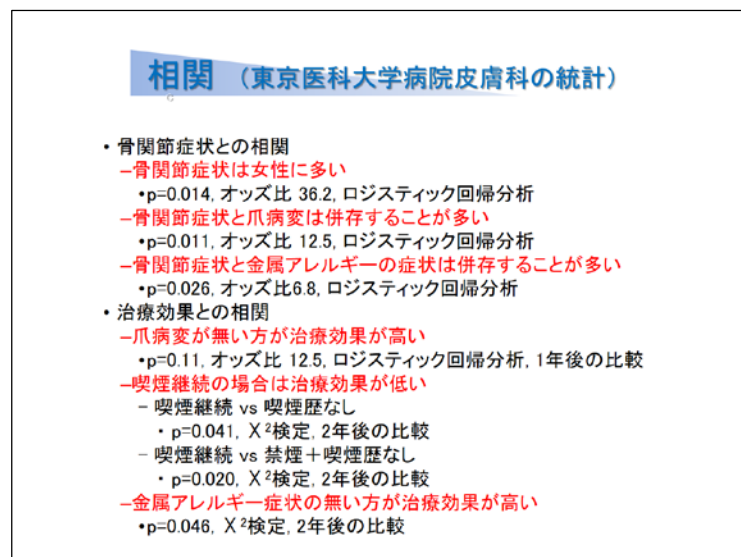 相関 (東京医科大学病院皮膚科の統計)
G
・骨関節症状との相関
–骨関節症状は女性に多い
•p=0.014, オッズ比 36.2, ロジスティック回帰分析
–骨関節症状と爪病変は併存することが多い
•p=0.011, オッズ比 12.5, ロジスティック回帰分析
–骨関節症状と金属アレルギーの症状は併存することが多い
•p=0.026, オッズ比6.8, ロジスティック回帰分析
・治療効果との相関
–爪病変が無い方が治療効果が高い
•p=0.11, オッズ比 12.5, ロジスティック回帰分析, 1年後の比較
–喫煙継続の場合は治療効果が低い
– 喫煙継続 vs 喫煙歴なし
・ p=0.041, X²検定, 2年後の比較
– 喫煙継続 vs 禁煙+喫煙歴なし
・ p=0.020, X²検定, 2年後の比較
–金属アレルギー症状の無い方が治療効果が高い
•p=0.046, X²検定, 2年後の比較